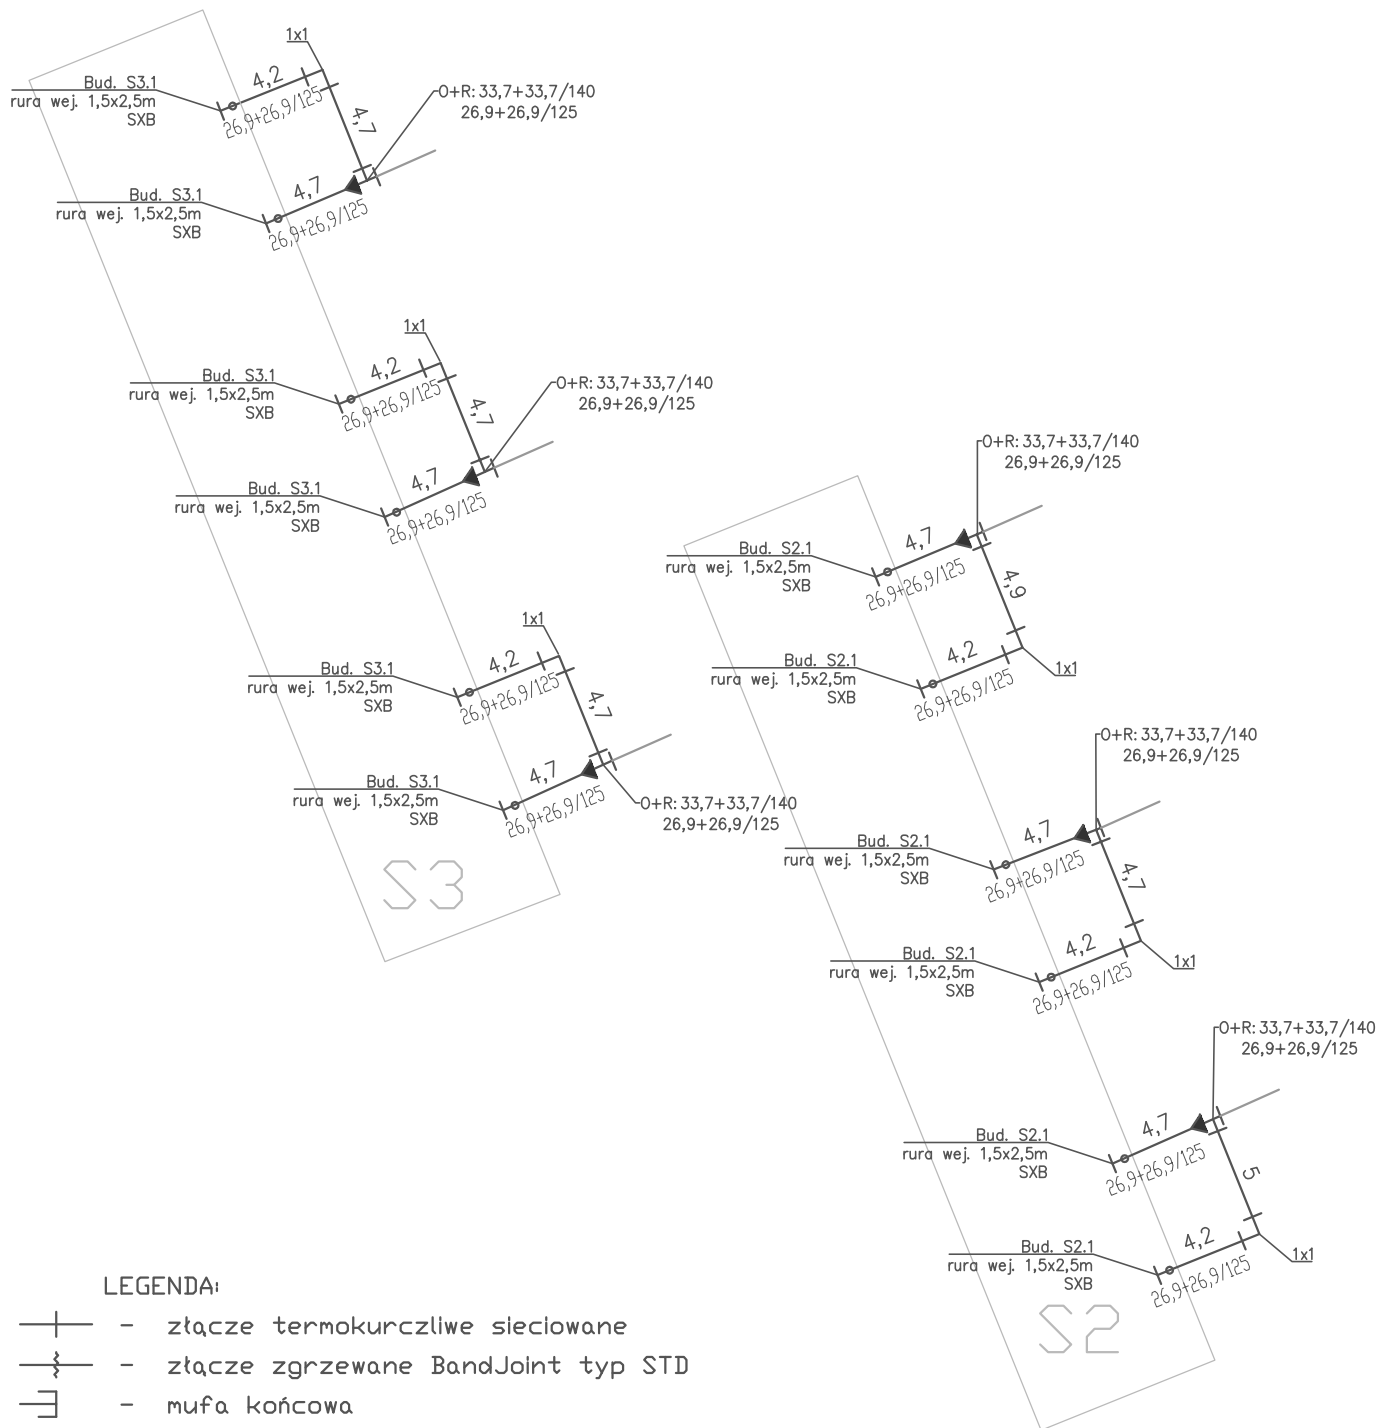 1x1
Bud. S3.1
rura wej. 1,5x2,5m
SXB
4,2
26,9+26,9/125
4,7
O+R: 33,7+33,7/140
26,9+26,9/125
Bud. S3.1
rura wej. 1,5x2,5m
SXB
4,7
26,9+26,9/125
1x1
Bud. S3.1
rura wej. 1,5x2,5m
SXB
4,2
26,9+26,9/125
4,7
O+R: 33,7+33,7/140
26,9+26,9/125
Bud. S3.1
rura wej. 1,5x2,5m
SXB
4,7
26,9+26,9/125
1x1
Bud. S3.1
rura wej. 1,5x2,5m
SXB
4,2
26,9+26,9/125
4,7
Bud. S3.1
rura wej. 1,5x2,5m
SXB
4,7
26,9+26,9/125
O+R: 33,7+33,7/140
26,9+26,9/125
S3
O+R: 33,7+33,7/140
26,9+26,9/125
Bud. S2.1
rura wej. 1,5x2,5m
SXB
4,7
26,9+26,9/125
4,9
Bud. S2.1
rura wej. 1,5x2,5m
SXB
4,2
26,9+26,9/125
1x1
O+R: 33,7+33,7/140
26,9+26,9/125
Bud. S2.1
rura wej. 1,5x2,5m
SXB
4,7
26,9+26,9/125
4,7
Bud. S2.1
rura wej. 1,5x2,5m
SXB
4,2
26,9+26,9/125
1x1
O+R: 33,7+33,7/140
26,9+26,9/125
Bud. S2.1
rura wej. 1,5x2,5m
SXB
4,7
26,9+26,9/125
5
Bud. S2.1
rura wej. 1,5x2,5m
SXB
4,2
26,9+26,9/125
1x1
S2
LEGENDA:
- złącze termokurczliwe sieciowane
- złącze zgrzewane BandJoint typ STD
- mufa końcowa